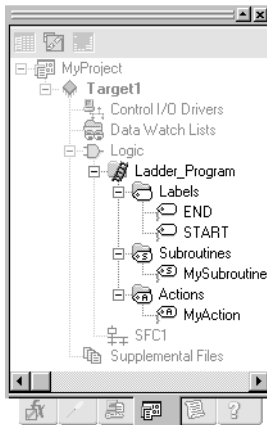 MyProject
Target1
Control I/O Drivers
Data Watch Lists
Logic
Ladder_Program
Labels
END
START
Subroutines
MySubroutine
Actions
MyAction
SFC1
Supplemental Files